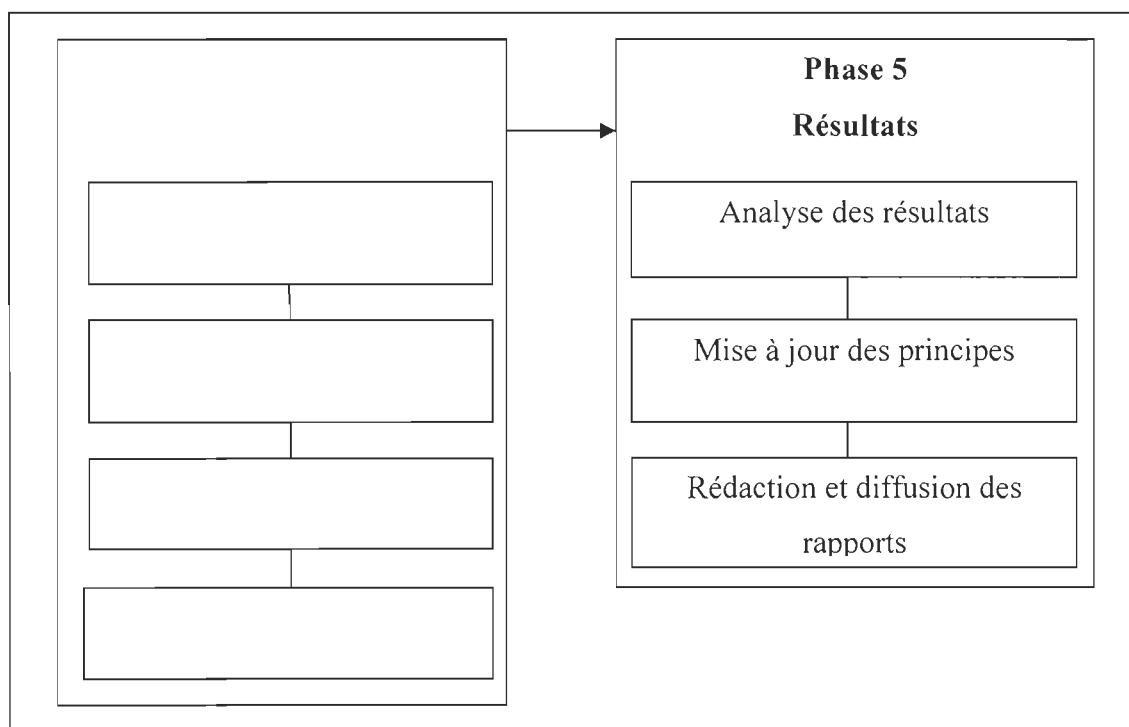 Phase 5
Résultats
Analyse des résultats
Mise à jour des principes
Rédaction et diffusion des
rapports